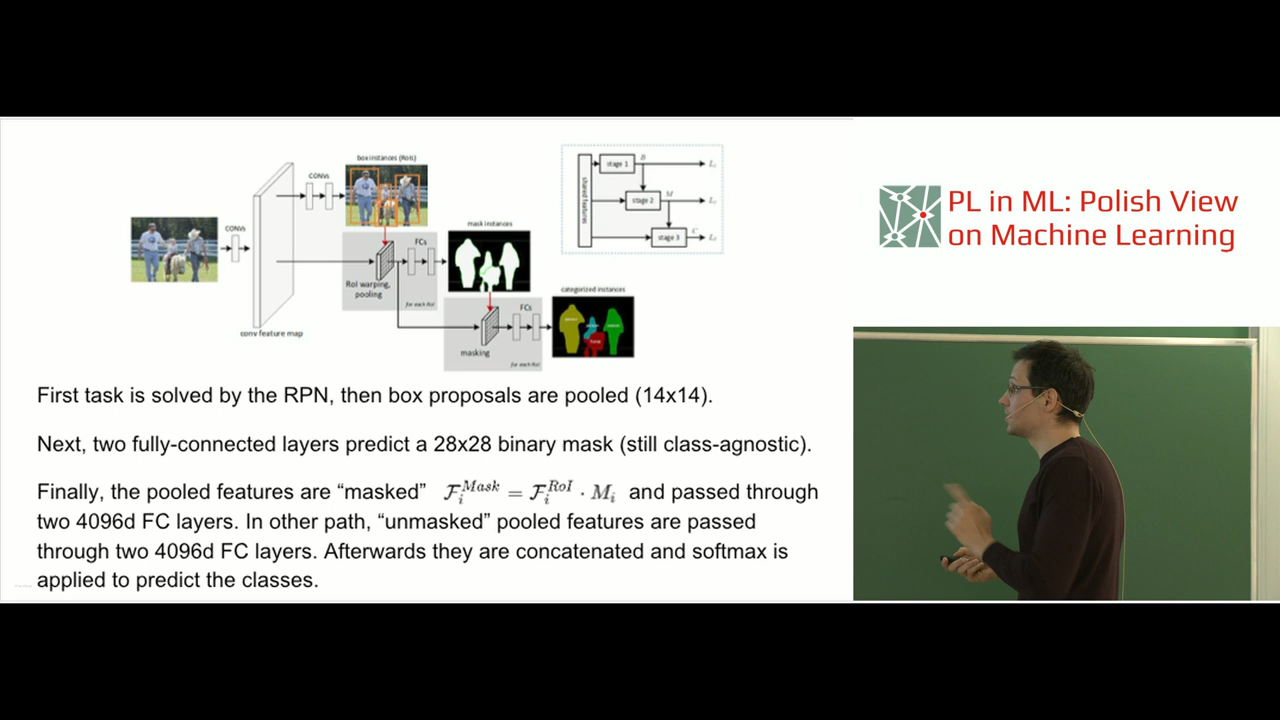 box instances (RoIs)
CONVs
CONVs
conv feature map
RoI warping,
pooling
FCs
for each RoI
mask instances
masking
FCs
for each RoI
categorized instances
shared features
stage 1
B
L₁
stage 2
M
L₂
stage 3
C
L₃
First task is solved by the RPN, then box proposals are pooled (14x14).
Next, two fully-connected layers predict a 28x28 binary mask (still class-agnostic).
Finally, the pooled features are “masked” ℱᵢᴹᵃˢᵏ = ℱᵢᴿᵒᴵ · Mᵢ and passed through
two 4096d FC layers. In other path, “unmasked” pooled features are passed
through two 4096d FC layers. Afterwards they are concatenated and softmax is
applied to predict the classes.
PL in ML: Polish View
on Machine Learning